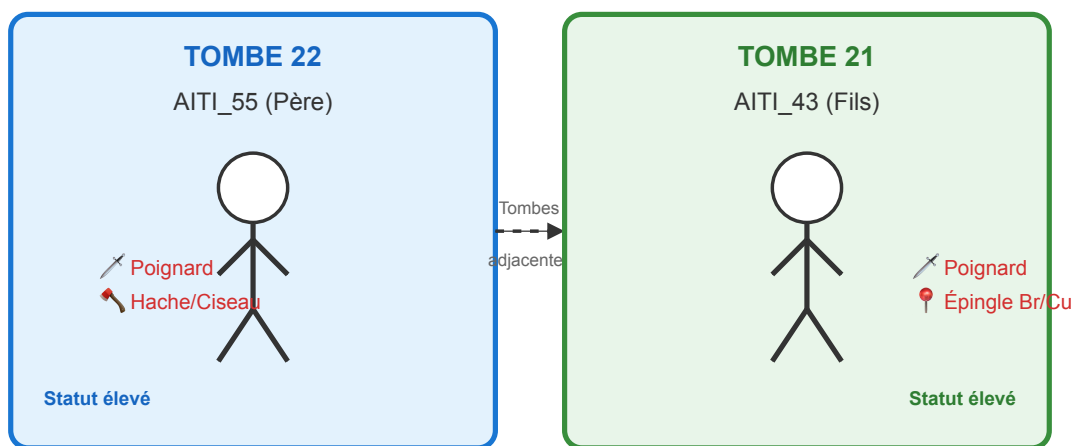 TOMBE 22
AITI_55 (Père)
Poignard
Hache/Ciseau
Statut élevé
Tombes
adjacente
TOMBE 21
AITI_43 (Fils)
Poignard
Épingle Br/Cu
Statut élevé